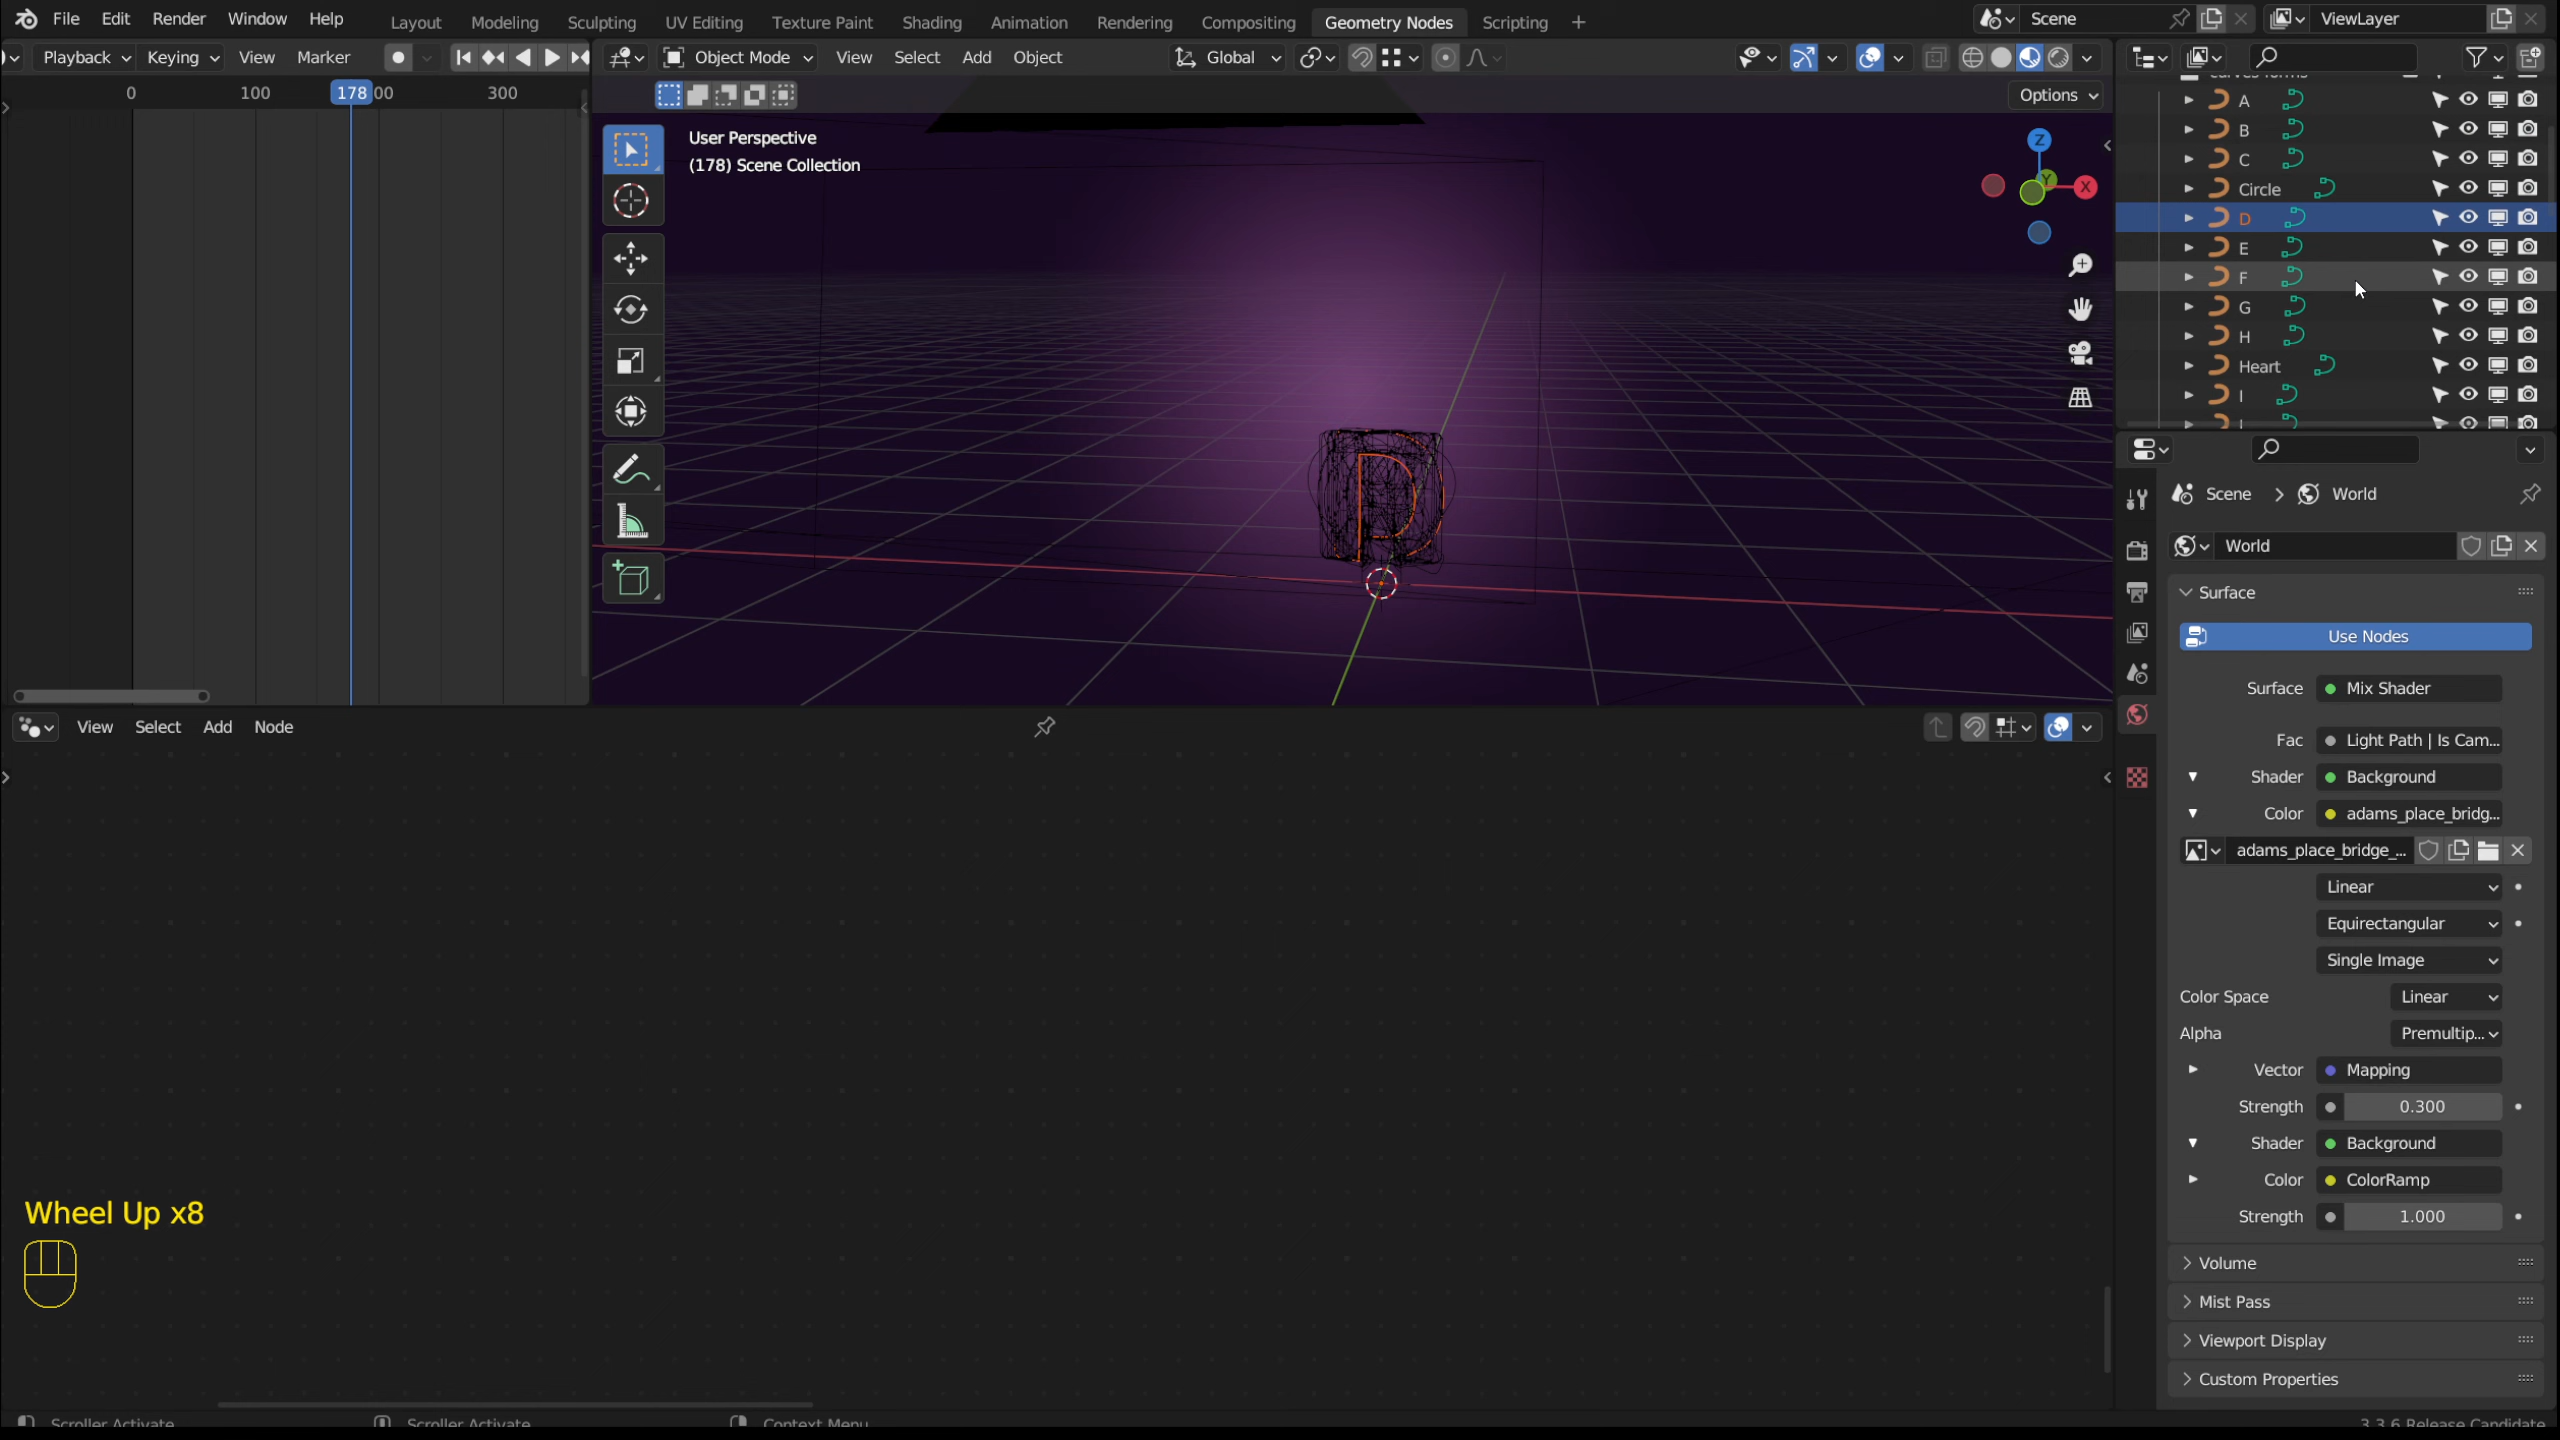 File Edit Render Window Help Layout Modeling Sculpting UV Editing Texture Paint Shading Animation Rendering Compositing Geometry Nodes Scripting + Scene ViewLayer
Playback Keying View Marker Object Mode View Select Add Object Global
0 100 178 00 300
Options
User Perspective
(178) Scene Collection
Z
Y
X
A
B
C
Circle
D
E
F
G
H
Heart
I
Scene > World
World
Surface
Use Nodes
Surface Mix Shader
Fac Light Path | Is Cam...
Shader Background
Color adams_place_bridg...
adams_place_bridge_...
Linear
Equirectangular
Single Image
Color Space Linear
Alpha Premultip...
Vector Mapping
Strength 0.300
Shader Background
Color ColorRamp
Strength 1.000
Volume
Mist Pass
Viewport Display
Custom Properties
View Select Add Node
D
Wheel Up x8
Scroller Activate Scroller Activate Context Menu
3.3.6 Release Candidate